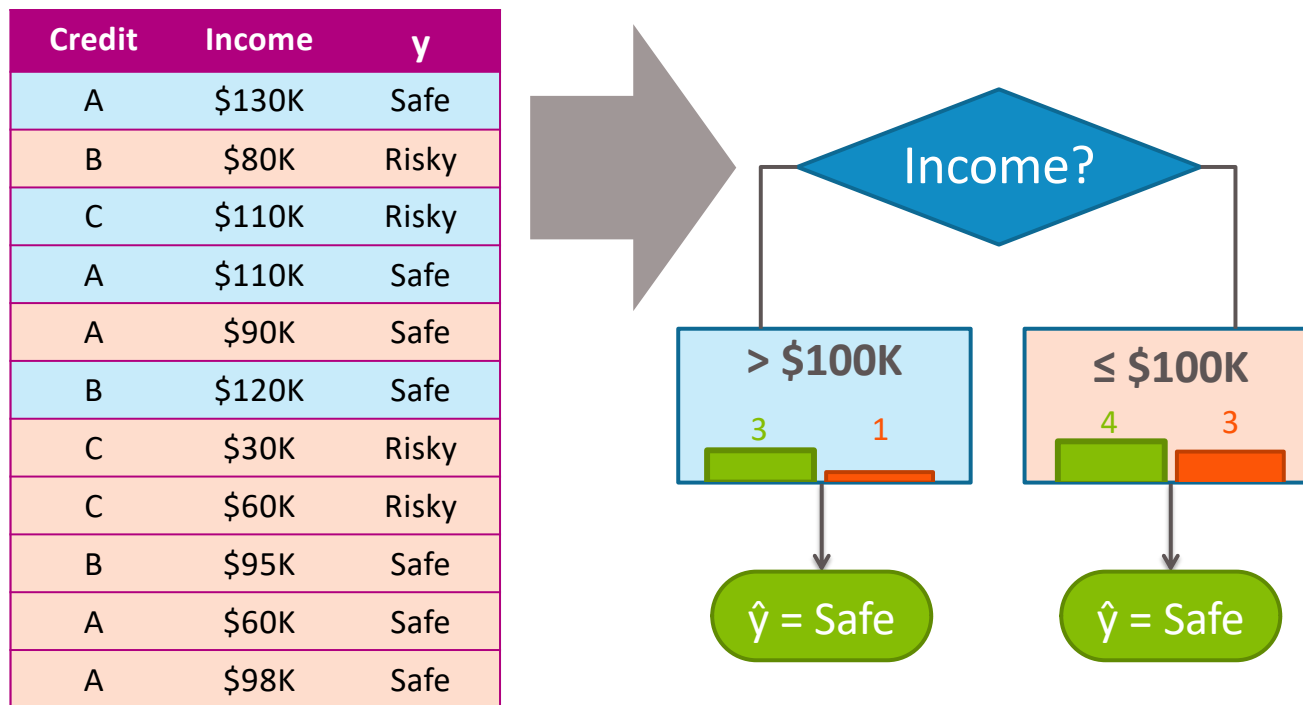 Credit Income y
A $130K Safe
B $80K Risky
C $110K Risky
A $110K Safe
A $90K Safe
B $120K Safe
C $30K Risky
C $60K Risky
B $95K Safe
A $60K Safe
A $98K Safe
Income?
> $100K
3 1
ŷ = Safe
≤ $100K
4 3
ŷ = Safe